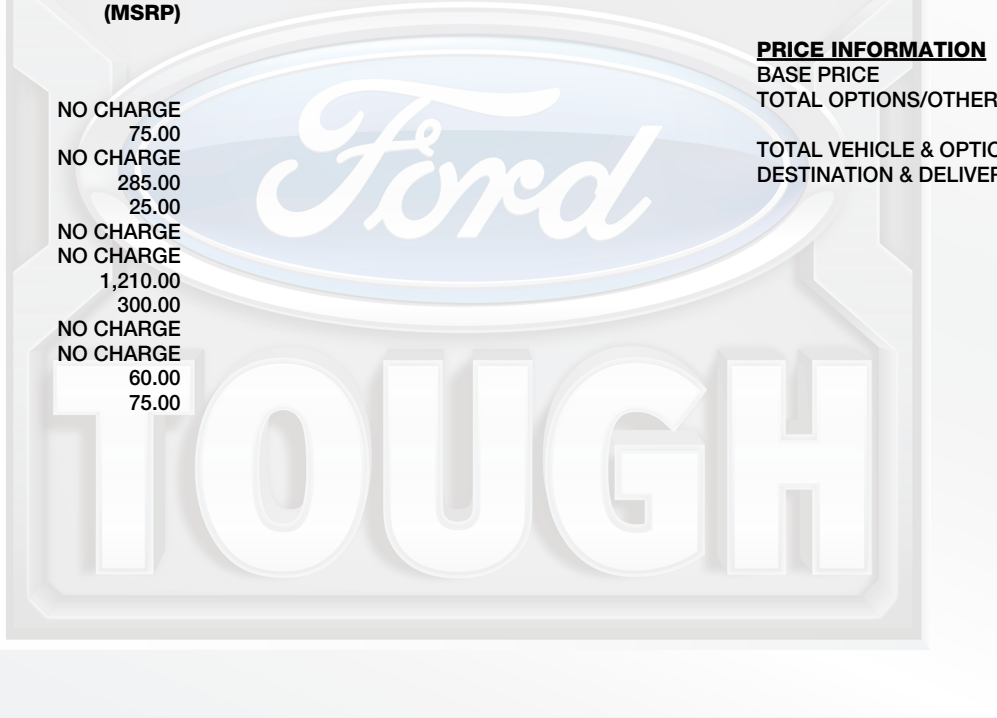 (MSRP)
NO CHARGE
75.00
NO CHARGE
285.00
25.00
NO CHARGE
NO CHARGE
1,210.00
300.00
NO CHARGE
NO CHARGE
60.00
75.00
PRICE INFORMATION
BASE PRICE
TOTAL OPTIONS/OTHER
TOTAL VEHICLE & OPTIO
DESTINATION & DELIVER
Ford
TOUGH